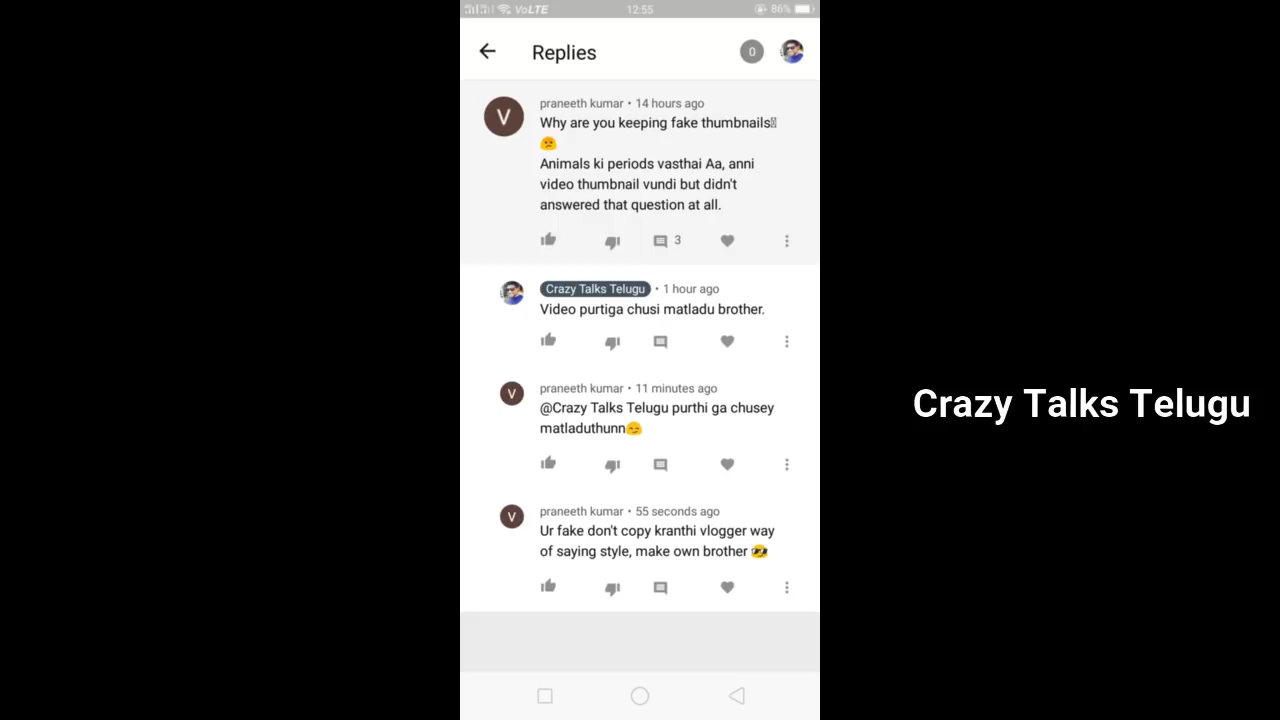 VoLTE 12:55 86%
Replies 0
V praneeth kumar • 14 hours ago
Why are you keeping fake thumbnails
😕
Animals ki periods vasthai Aa, anni
video thumbnail vundi but didn't
answered that question at all.
3
Crazy Talks Telugu • 1 hour ago
Video purtiga chusi matladu brother.
V praneeth kumar • 11 minutes ago
@Crazy Talks Telugu purthi ga chusey
matladuthunn😏
Crazy Talks Telugu
V praneeth kumar • 55 seconds ago
Ur fake don't copy kranthi vlogger way
of saying style, make own brother 😎